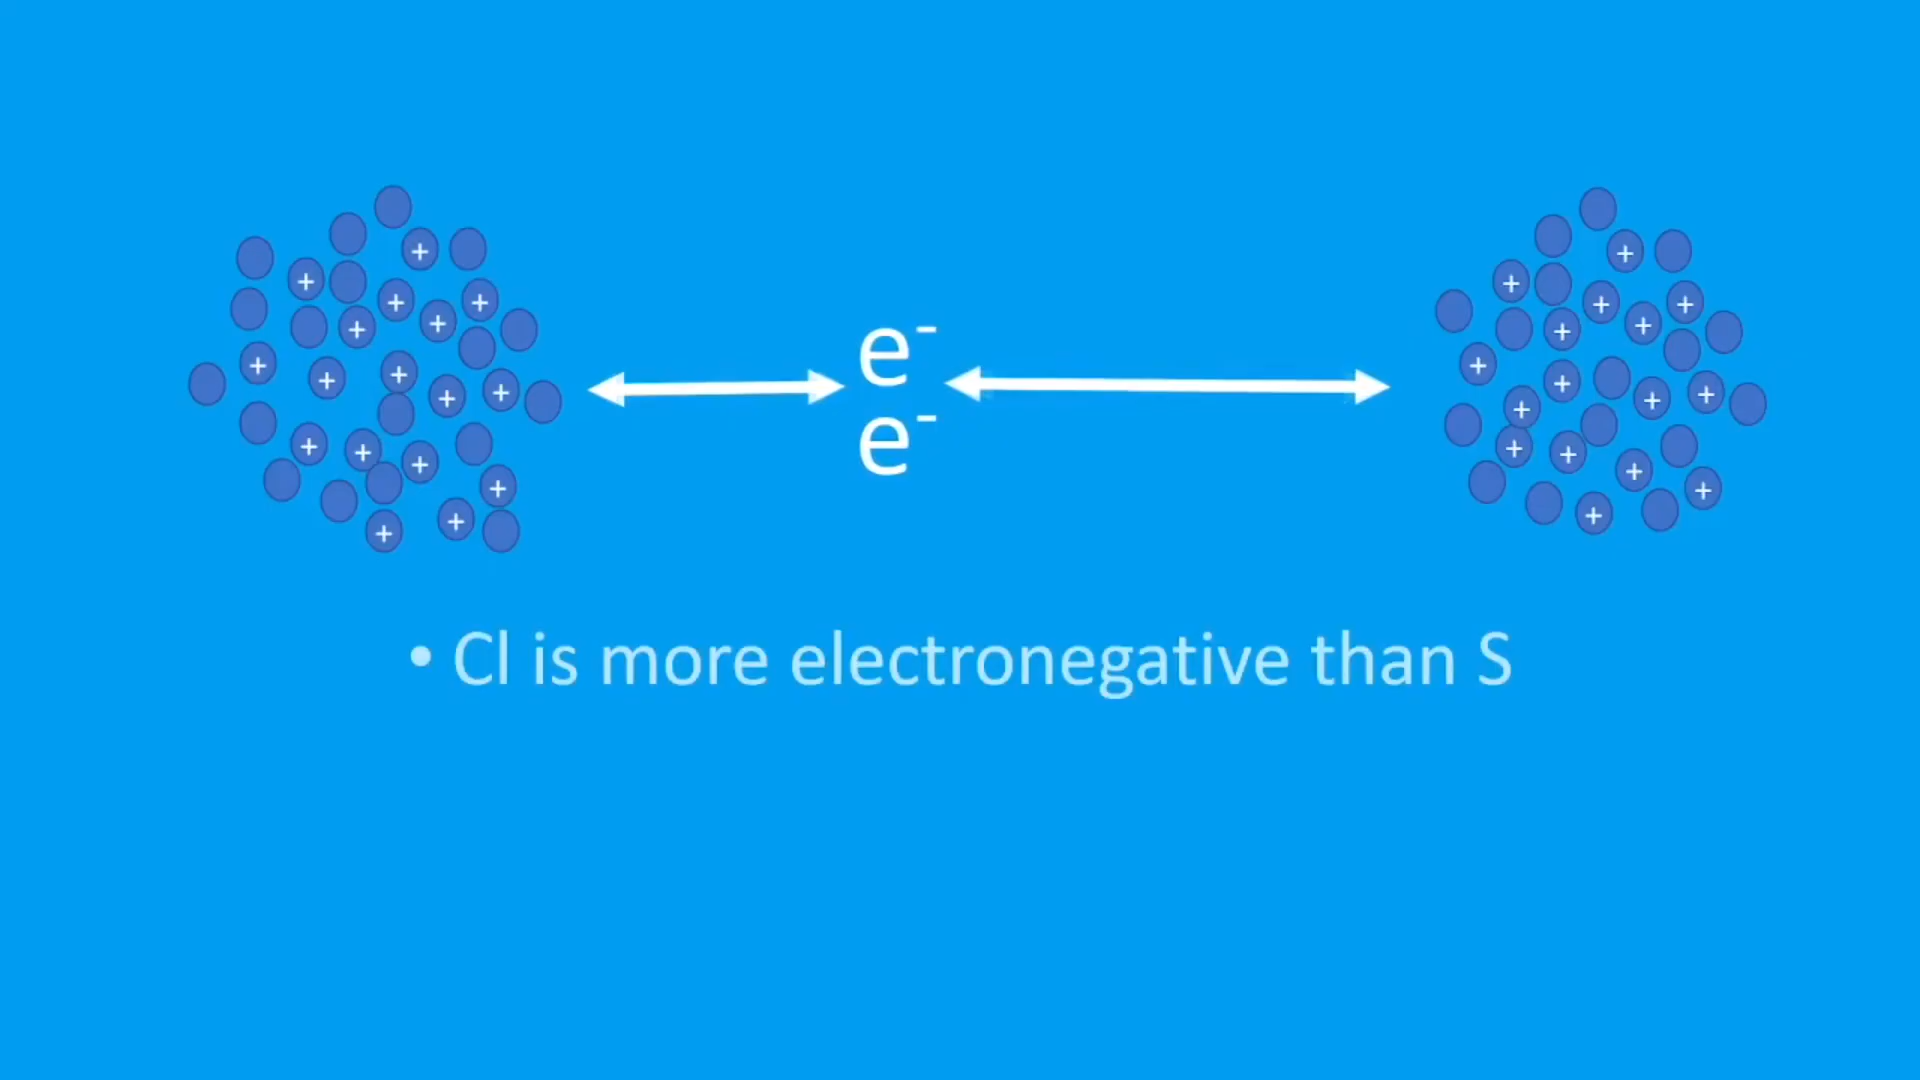 e⁻
e⁻
• Cl is more electronegative than S